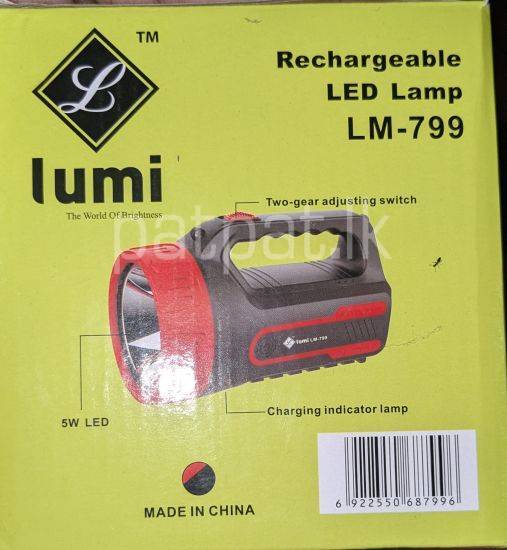 TM
L
lumi
The World Of Brightness
Rechargeable
LED Lamp
LM-799
Two-gear adjusting switch
patpat.lk
lumi LM-799
5W LED
Charging indicator lamp
MADE IN CHINA
6 922550 687996